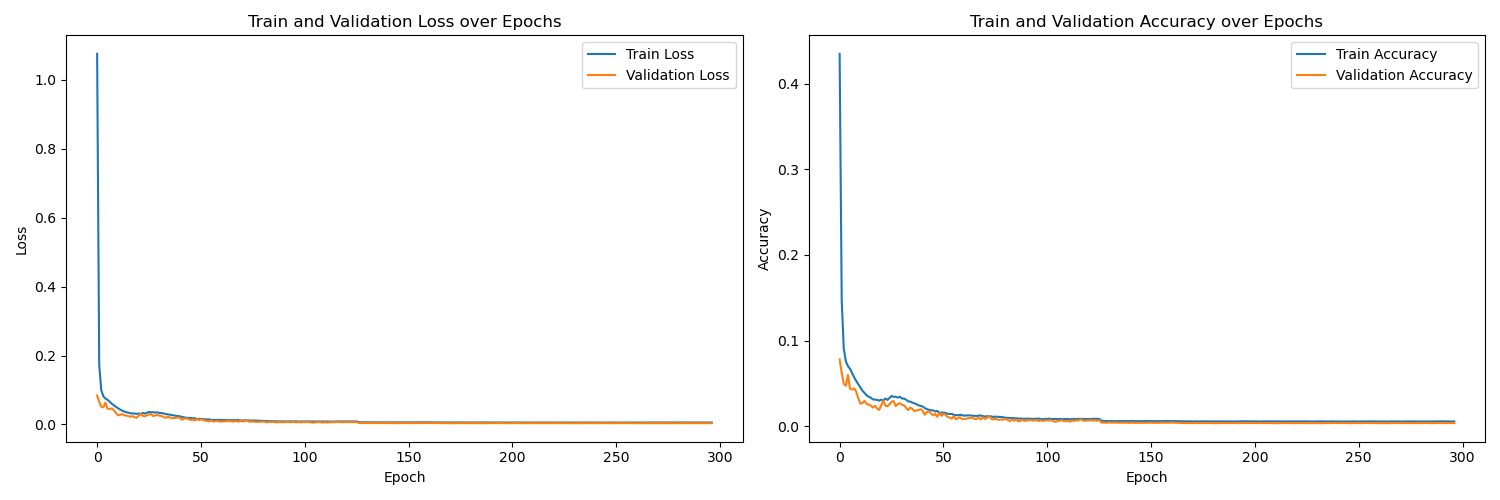 Train and Validation Loss over Epochs
Train Loss
Validation Loss
1.0
0.8
0.6
0.4
0.2
0.0
Loss
0
50
100
150
200
250
300
Epoch
Train and Validation Accuracy over Epochs
Train Accuracy
Validation Accuracy
0.4
0.3
0.2
0.1
0.0
Accuracy
0
50
100
150
200
250
300
Epoch